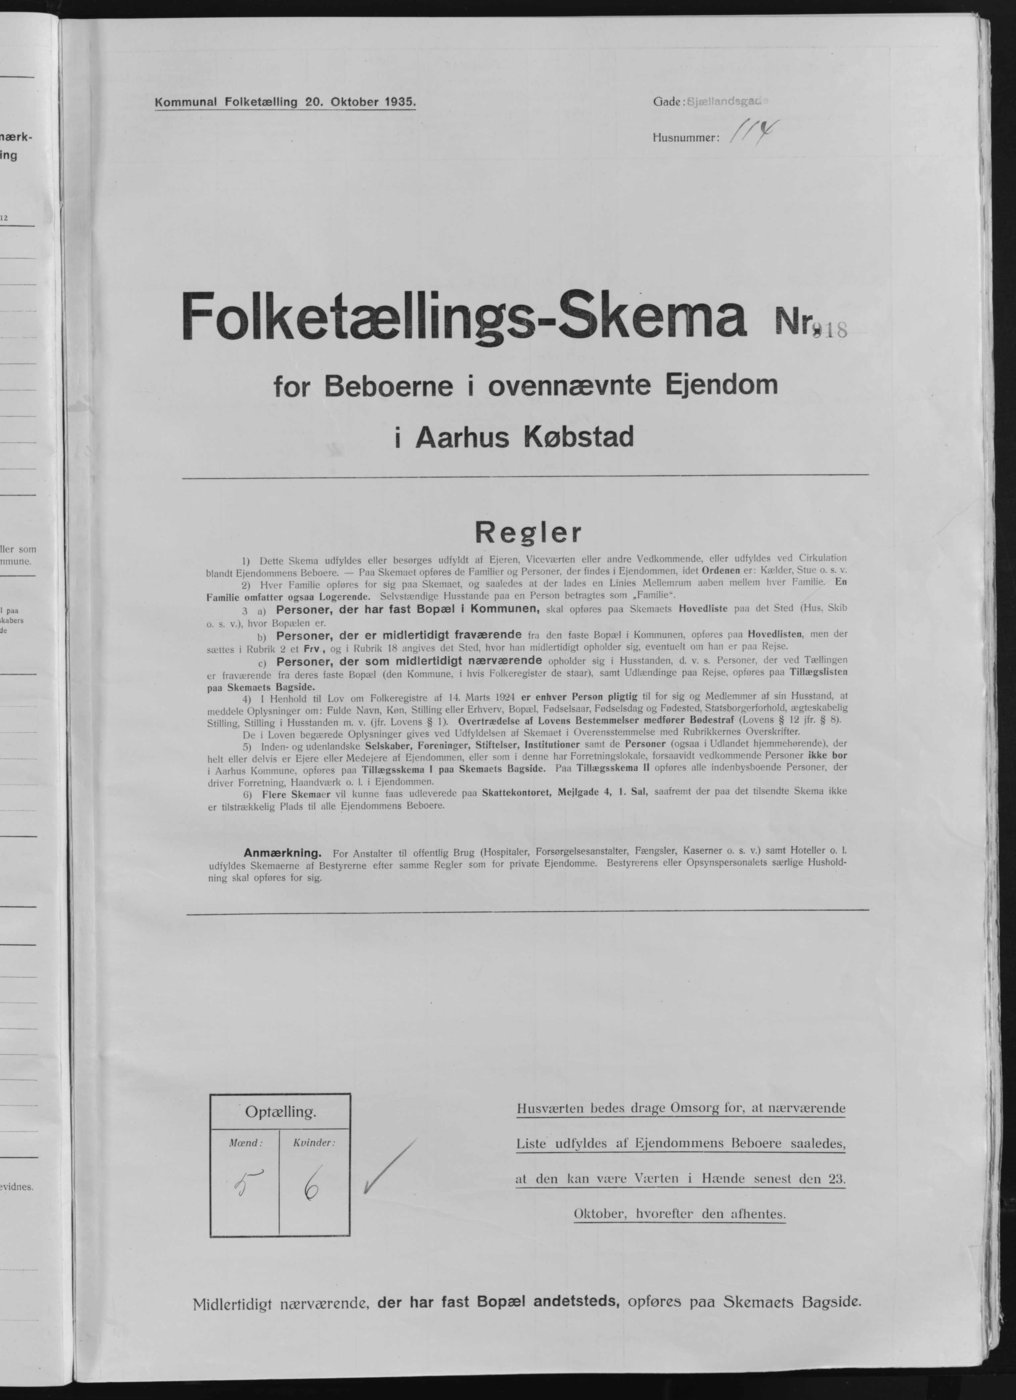 Kommunal Folketælling 20. Oktober 1935.
Gade: Sjællandsgade
Husnummer: 114
Folketællings-Skema Nr. 918
for Beboerne i ovennævnte Ejendom
i Aarhus Købstad
Regler
1) Dette Skema udfyldes eller besørges udfyldt af Ejeren, Viceværten eller andre Vedkommende, eller udfyldes ved Cirkulation
blandt Ejendommens Beboere. — Paa Skemaet opføres de Familier og Personer, der findes i Ejendommen, idet Ordenen er: Kælder, Stue o. s. v.
2) Hver Familie opføres for sig paa Skemaet, og saaledes at der lades en Linies Mellemrum aaben mellem hver Familie. En
Familie omfatter ogsaa Logerende. Selvstændige Husstande paa en Person betragtes som „Familie“.
3 a) Personer, der har fast Bopæl i Kommunen, skal opføres paa Skemaets Hovedliste paa det Sted (Hus, Skib
o. s. v.), hvor Bopælen er.
b) Personer, der er midlertidigt fraværende fra den faste Bopæl i Kommunen, opføres paa Hovedlisten, men der
sættes i Rubrik 2 et Frv., og i Rubrik 18 angives det Sted, hvor han midlertidigt opholder sig, eventuelt om han er paa Rejse.
c) Personer, der som midlertidigt nærværende opholder sig i Husstanden, d. v. s. Personer, der ved Tællingen
er fraværende fra deres faste Bopæl (den Kommune, i hvis Folkeregister de staar), samt Udlændinge paa Rejse, opføres paa Tillægslisten
paa Skemaets Bagside.
4) I Henhold til Lov om Folkeregistre af 14. Marts 1924 er enhver Person pligtig til for sig og Medlemmer af sin Husstand, at
meddele Oplysninger om: Fulde Navn, Køn, Stilling eller Erhverv, Bopæl, Fødselsaar, Fødselsdag og Fødested, Statsborgerforhold, ægteskabelig
Stilling, Stilling i Husstanden m. v. (jfr. Lovens § 1). Overtrædelse af Lovens Bestemmelser medfører Bødestraf (Lovens § 12 jfr. § 8).
De i Loven begærede Oplysninger gives ved Udfyldelsen af Skemaet i Overensstemmelse med Rubrikkernes Overskrifter.
5) Inden- og udenlandske Selskaber, Foreninger, Stiftelser, Institutioner samt de Personer (ogsaa i Udlandet hjemmehørende), der
helt eller delvis er Ejere eller Medejere af Ejendommen, eller som i denne har Forretningslokale, forsaavidt vedkommende Personer ikke bor
i Aarhus Kommune, opføres paa Tillægsskema I paa Skemaets Bagside. Paa Tillægsskema II opføres alle indenbysboende Personer, der
driver Forretning, Haandværk o. l. i Ejendommen.
6) Flere Skemaer vil kunne faas udleverede paa Skattekontoret, Mejlgade 4, 1. Sal, saafremt der paa det tilsendte Skema ikke
er tilstrækkelig Plads til alle Ejendommens Beboere.
Anmærkning. For Anstalter til offentlig Brug (Hospitaler, Forsørgelsesanstalter, Fængsler, Kaserner o. s. v.) samt Hoteller o. l.
udfyldes Skemaerne af Bestyrerne efter samme Regler som for private Ejendomme. Bestyrerens eller Opsynspersonalets særlige Hushold-
ning skal opføres for sig.
Optælling.
Mænd: Kvinder:
5 6
Husværten bedes drage Omsorg for, at nærværende
Liste udfyldes af Ejendommens Beboere saaledes,
at den kan være Værten i Hænde senest den 23.
Oktober, hvorefter den afhentes.
Midlertidigt nærværende, der har fast Bopæl andetsteds, opføres paa Skemaets Bagside.